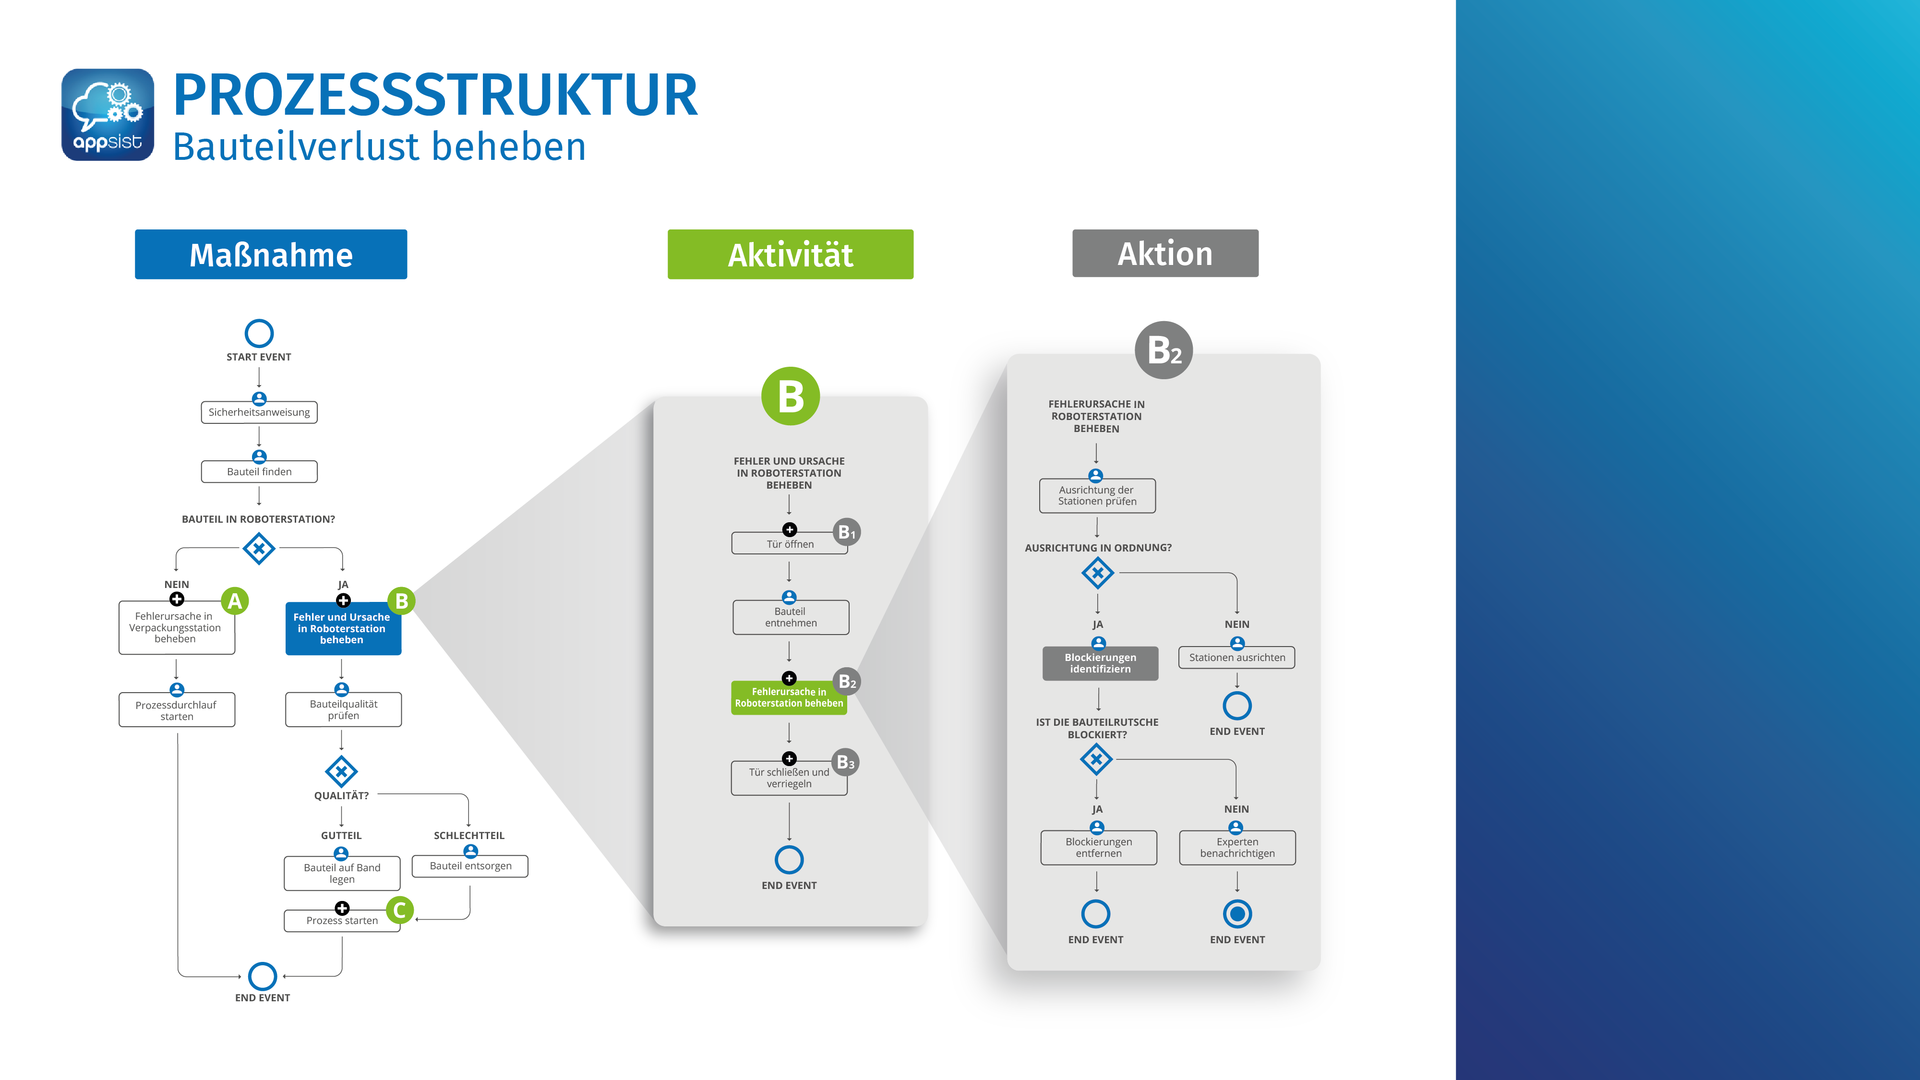 appsist
PROZESSSTRUKTUR
Bauteilverlust beheben
Maßnahme
START EVENT
Sicherheitsanweisung
Bauteil finden
BAUTEIL IN ROBOTERSTATION?
NEIN
A
Fehlerursache in
Verpackungsstation
beheben
Prozessdurchlauf
starten
JA
B
Fehler und Ursache
in Roboterstation
beheben
Bauteilqualität
prüfen
QUALITÄT?
GUTTEIL
Bauteil auf Band
legen
SCHLECHTTEIL
Bauteil entsorgen
C
Prozess starten
END EVENT
Aktivität
B
FEHLER UND URSACHE
IN ROBOTERSTATION
BEHEBEN
B1
Tür öffnen
Bauteil
entnehmen
B2
Fehlerursache in
Roboterstation beheben
B3
Tür schließen und
verriegeln
END EVENT
Aktion
B2
FEHLERURSACHE IN
ROBOTERSTATION
BEHEBEN
Ausrichtung der
Stationen prüfen
AUSRICHTUNG IN ORDNUNG?
JA
Blockierungen
identifiziern
NEIN
Stationen ausrichten
END EVENT
IST DIE BAUTEILRUTSCHE
BLOCKIERT?
JA
Blockierungen
entfernen
END EVENT
NEIN
Experten
benachrichtigen
END EVENT